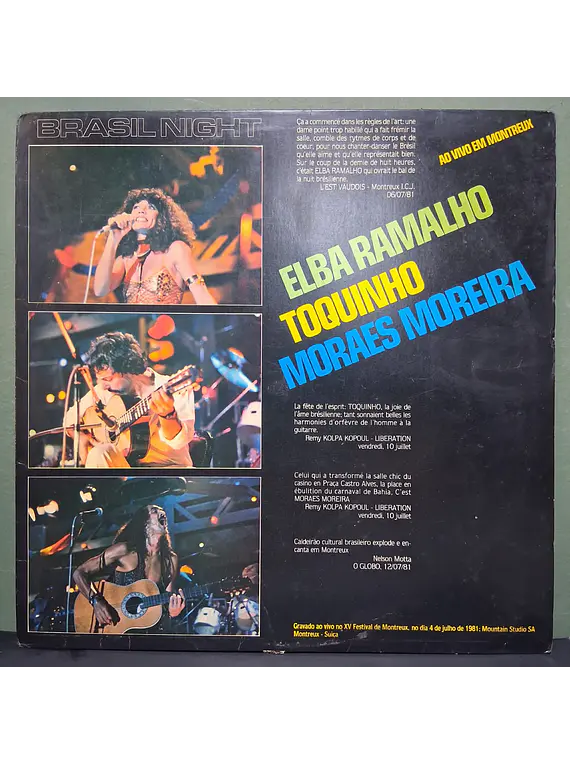 BRASIL NIGHT
Ça a commencé dans les règles de l'art: une
dame point trop habillé qui a fait frémir la
salle, comble des rytmes de corps et de
coeur, pour nous chanter-danser le Brésil
qu'elle aime et qu'elle représentait bien.
Sur le coup de la demie de huit heures,
c'était ELBA RAMALHO qui ovrait le bal de
la nuit brésilienne.
L'EST VAUDOIS - Montreux I.C.J.
06/07/81
AO VIVO EM MONTREUX
ELBA RAMALHO
TOQUINHO
MORAES MOREIRA
La fête de l'esprit: TOQUINHO, la joie de
l'âme brésilienne; tant sonnaient belles les
harmonies d'orfèvre de l'homme à la
guitarre.
Remy KOLPA KOPOUL - LIBERATION
vendredi, 10 juillet
Celui qui a transformé la salle chic du
casino en Praça Castro Alves, la place en
ébulition du carnaval de Bahia, C'est
MORAES MOREIRA
Remy KOLPA KOPOUL - LIBERATION
vendredi, 10 juillet
Caldeirão cultural brasileiro explode e en-
canta em Montreux
Nelson Motta
O GLOBO, 12/07/81
Gravado ao vivo no XV Festival de Montreux, no dia 4 de julho de 1981; Mountain Studio SA
Montreux - Suíça